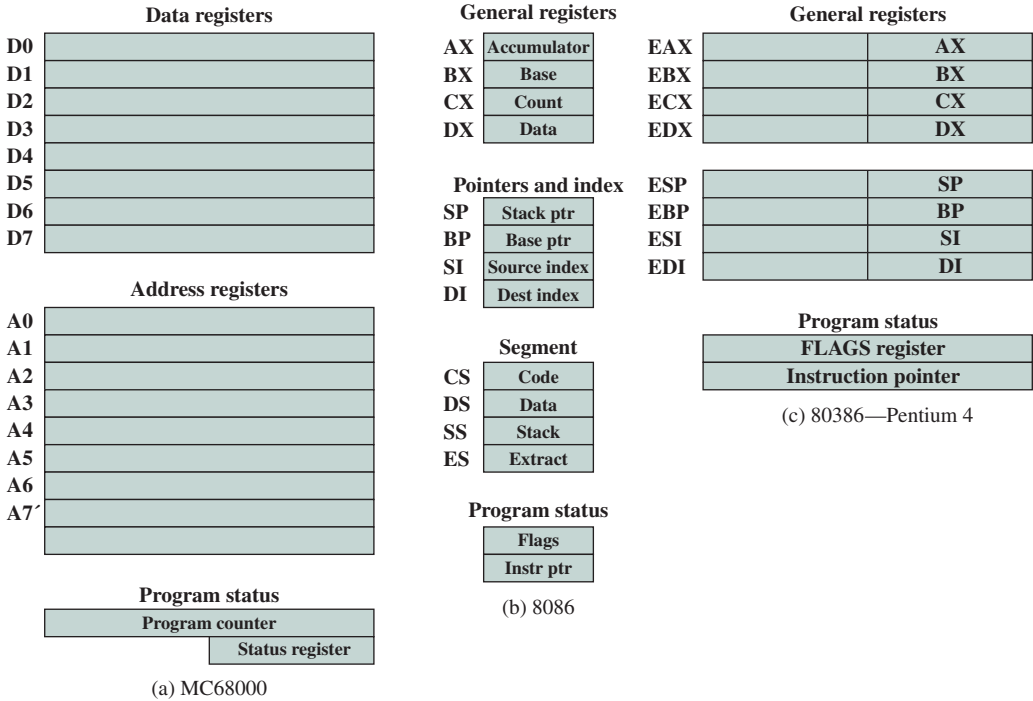 Data registers
D0
D1
D2
D3
D4
D5
D6
D7
Address registers
A0
A1
A2
A3
A4
A5
A6
A7´
Program status
Program counter
Status register
(a) MC68000
General registers
AX Accumulator
BX Base
CX Count
DX Data
Pointers and index
SP Stack ptr
BP Base ptr
SI Source index
DI Dest index
Segment
CS Code
DS Data
SS Stack
ES Extract
Program status
Flags
Instr ptr
(b) 8086
General registers
EAX AX
EBX BX
ECX CX
EDX DX
ESP SP
EBP BP
ESI SI
EDI DI
Program status
FLAGS register
Instruction pointer
(c) 80386—Pentium 4